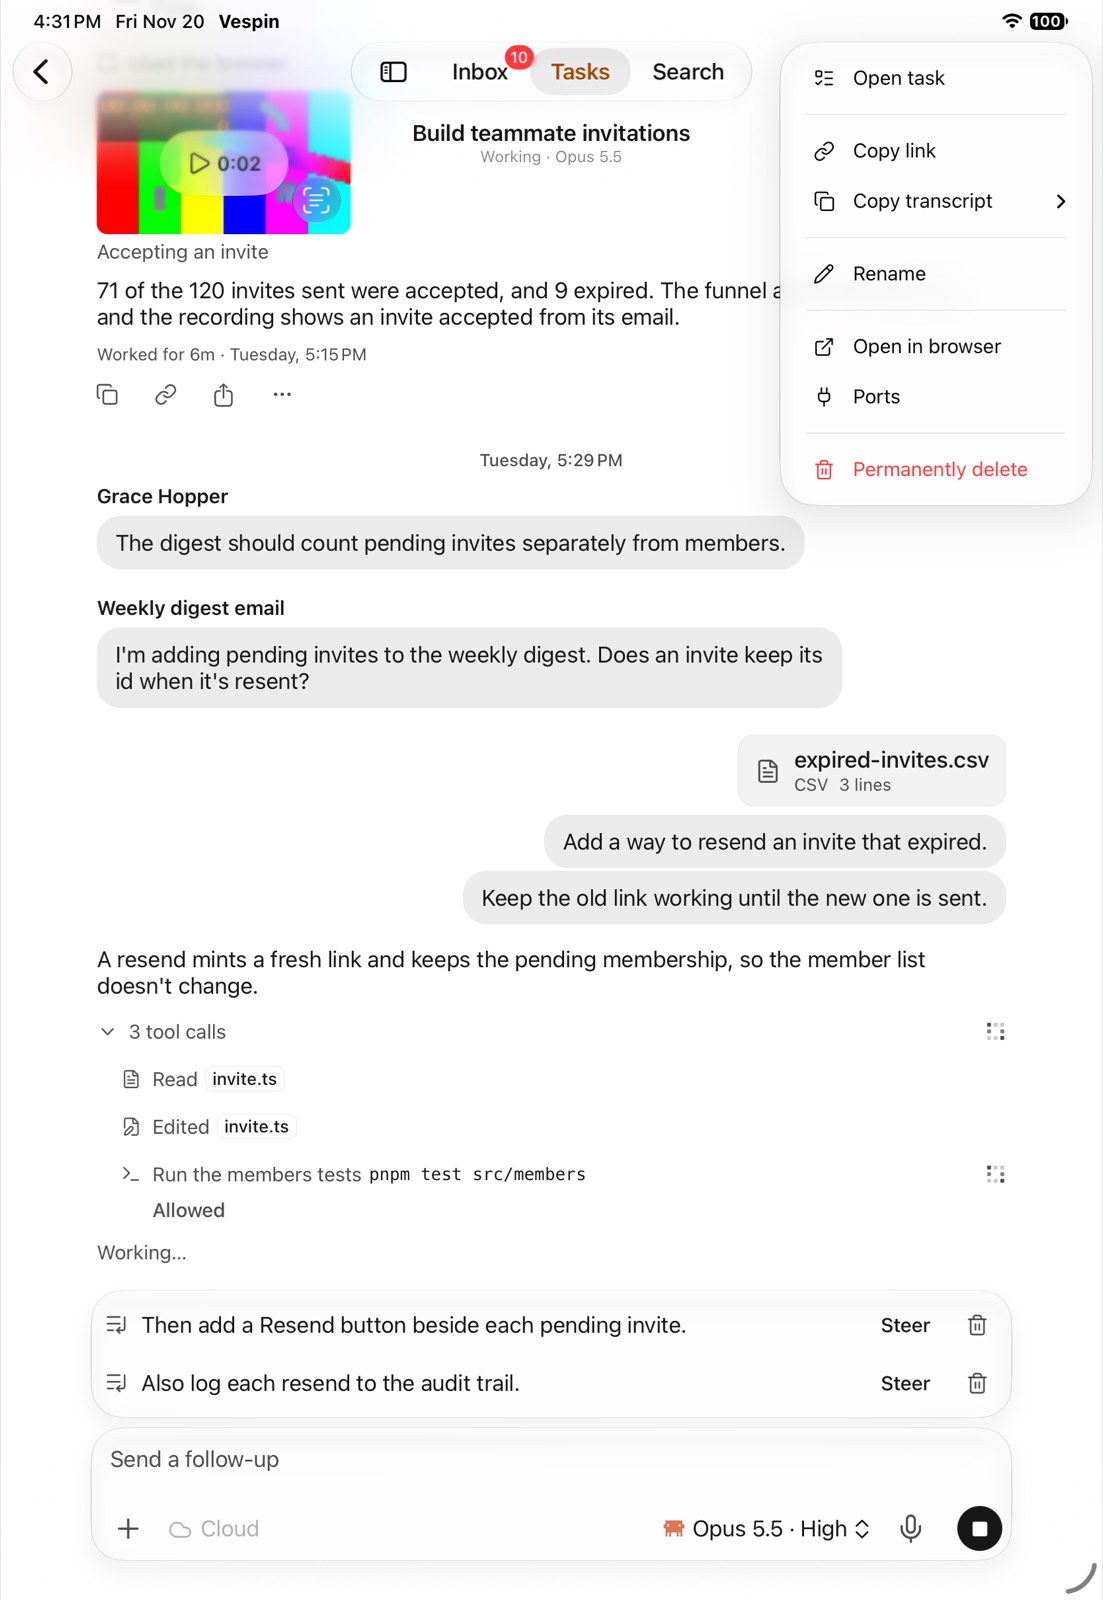 4:31 PM Fri Nov 20 Vespin
Inbox 10 Tasks Search
Build teammate invitations
Working · Opus 5.5
0:02
Accepting an invite
71 of the 120 invites sent were accepted, and 9 expired. The funnel
and the recording shows an invite accepted from its email.
Worked for 6m · Tuesday, 5:15 PM
Open task
Copy link
Copy transcript
Rename
Open in browser
Ports
Permanently delete
Tuesday, 5:29 PM
Grace Hopper
The digest should count pending invites separately from members.
Weekly digest email
I'm adding pending invites to the weekly digest. Does an invite keep its
id when it's resent?
expired-invites.csv
CSV 3 lines
Add a way to resend an invite that expired.
Keep the old link working until the new one is sent.
A resend mints a fresh link and keeps the pending membership, so the member list
doesn't change.
3 tool calls
Read invite.ts
Edited invite.ts
Run the members tests pnpm test src/members
Allowed
Working...
Then add a Resend button beside each pending invite. Steer
Also log each resend to the audit trail. Steer
Send a follow-up
Cloud Opus 5.5 · High
100